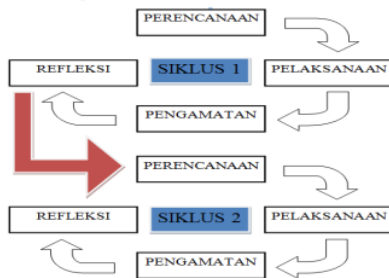 PERENCANAAN
REFLEKSI
SIKLUS 1
PELAKSANAAN
PENGAMATAN
PERENCANAAN
REFLEKSI
SIKLUS 2
PELAKSANAAN
PENGAMATAN